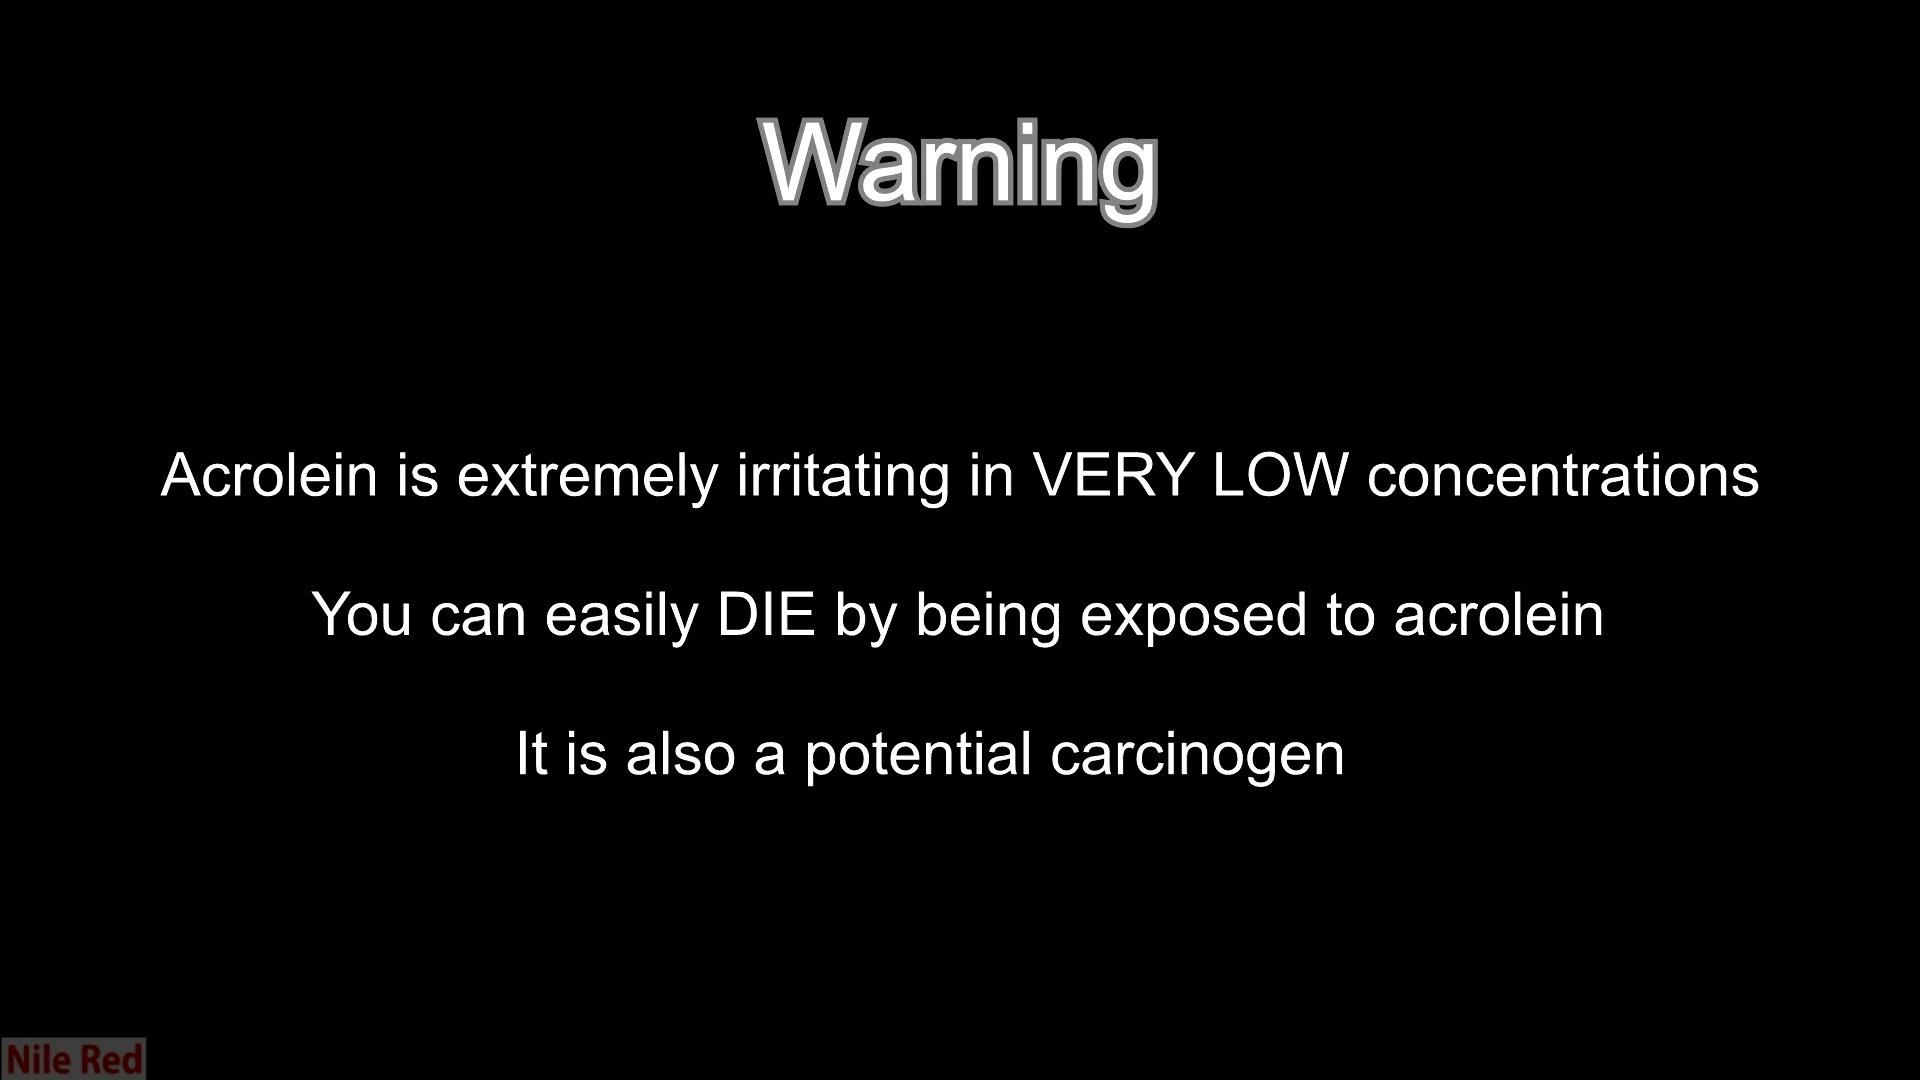 Warning
Acrolein is extremely irritating in VERY LOW concentrations
You can easily DIE by being exposed to acrolein
It is also a potential carcinogen
Nile Red